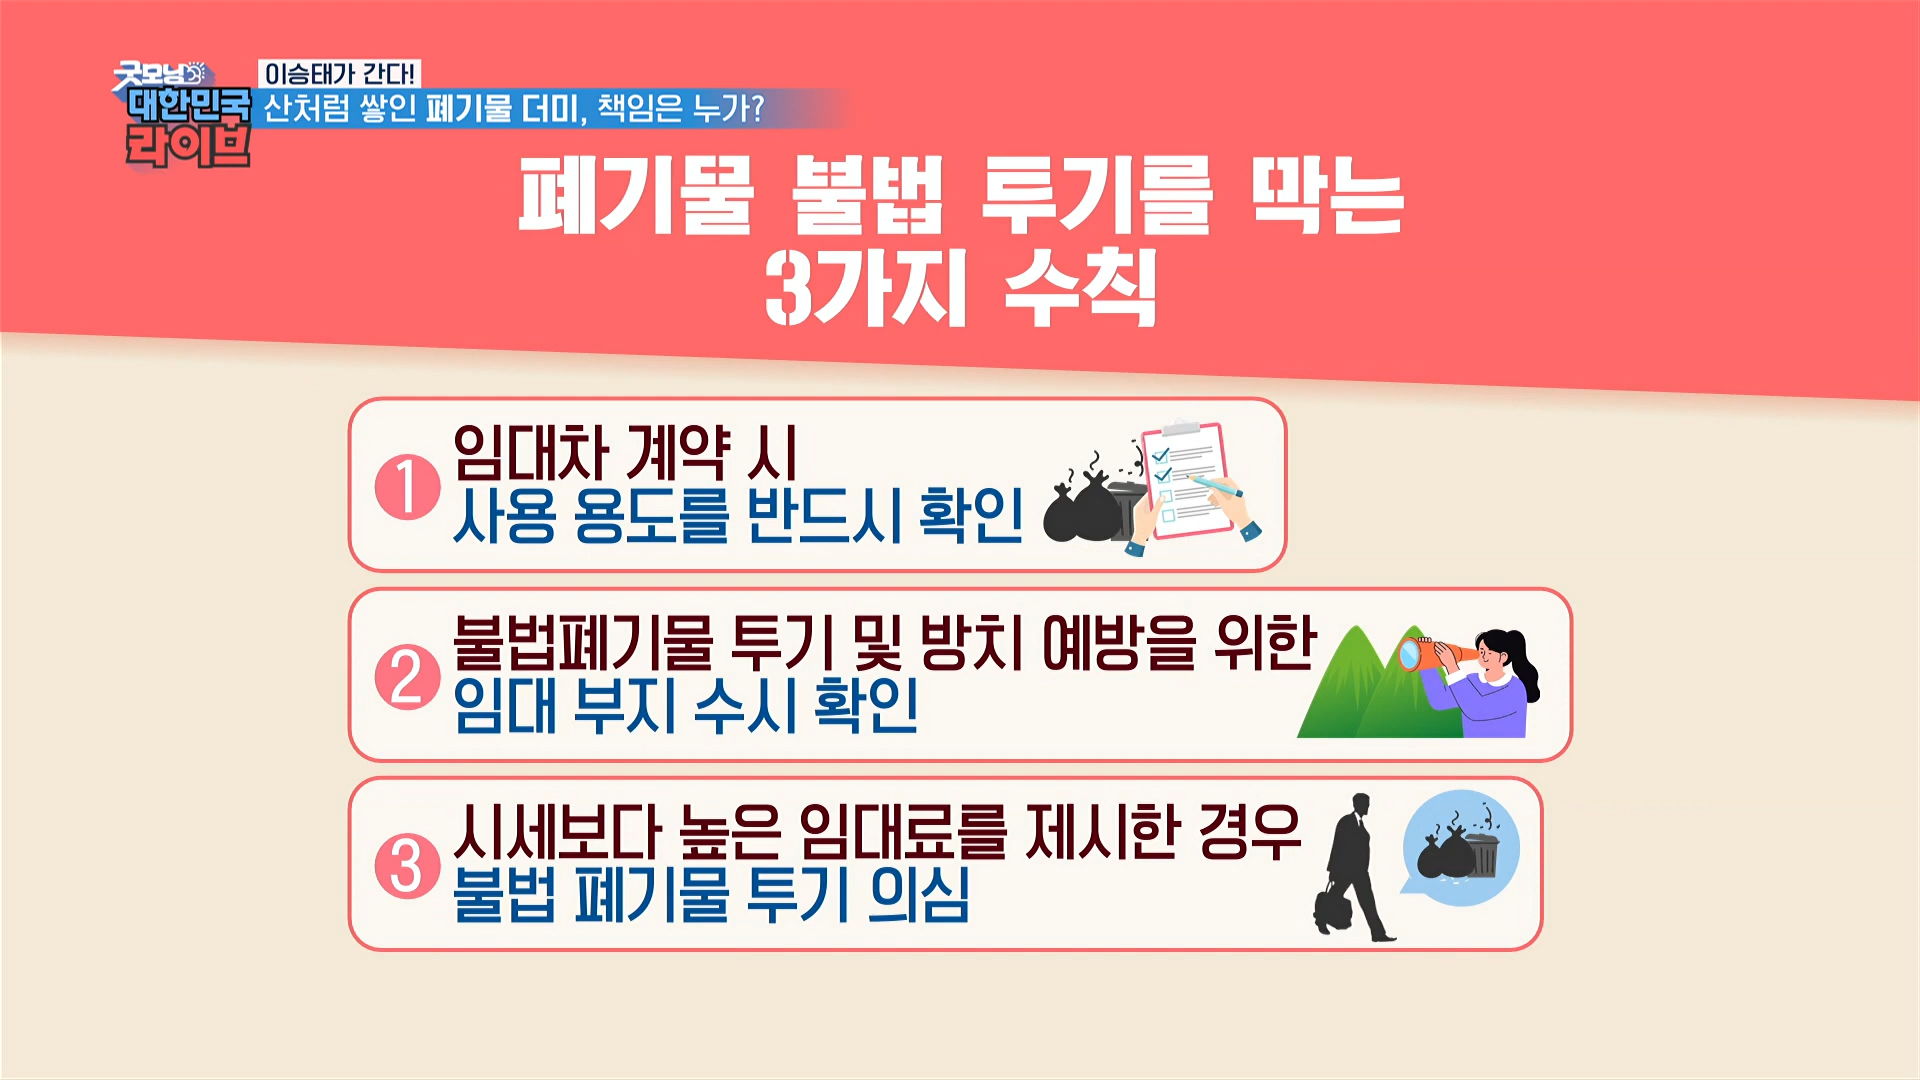 굿모닝
대한민국
라이브
이승태가 간다!
산처럼 쌓인 폐기물 더미, 책임은 누가?
폐기물 불법 투기를 막는
3가지 수칙
1 임대차 계약 시
사용 용도를 반드시 확인
2 불법폐기물 투기 및 방치 예방을 위한
임대 부지 수시 확인
3 시세보다 높은 임대료를 제시한 경우
불법 폐기물 투기 의심